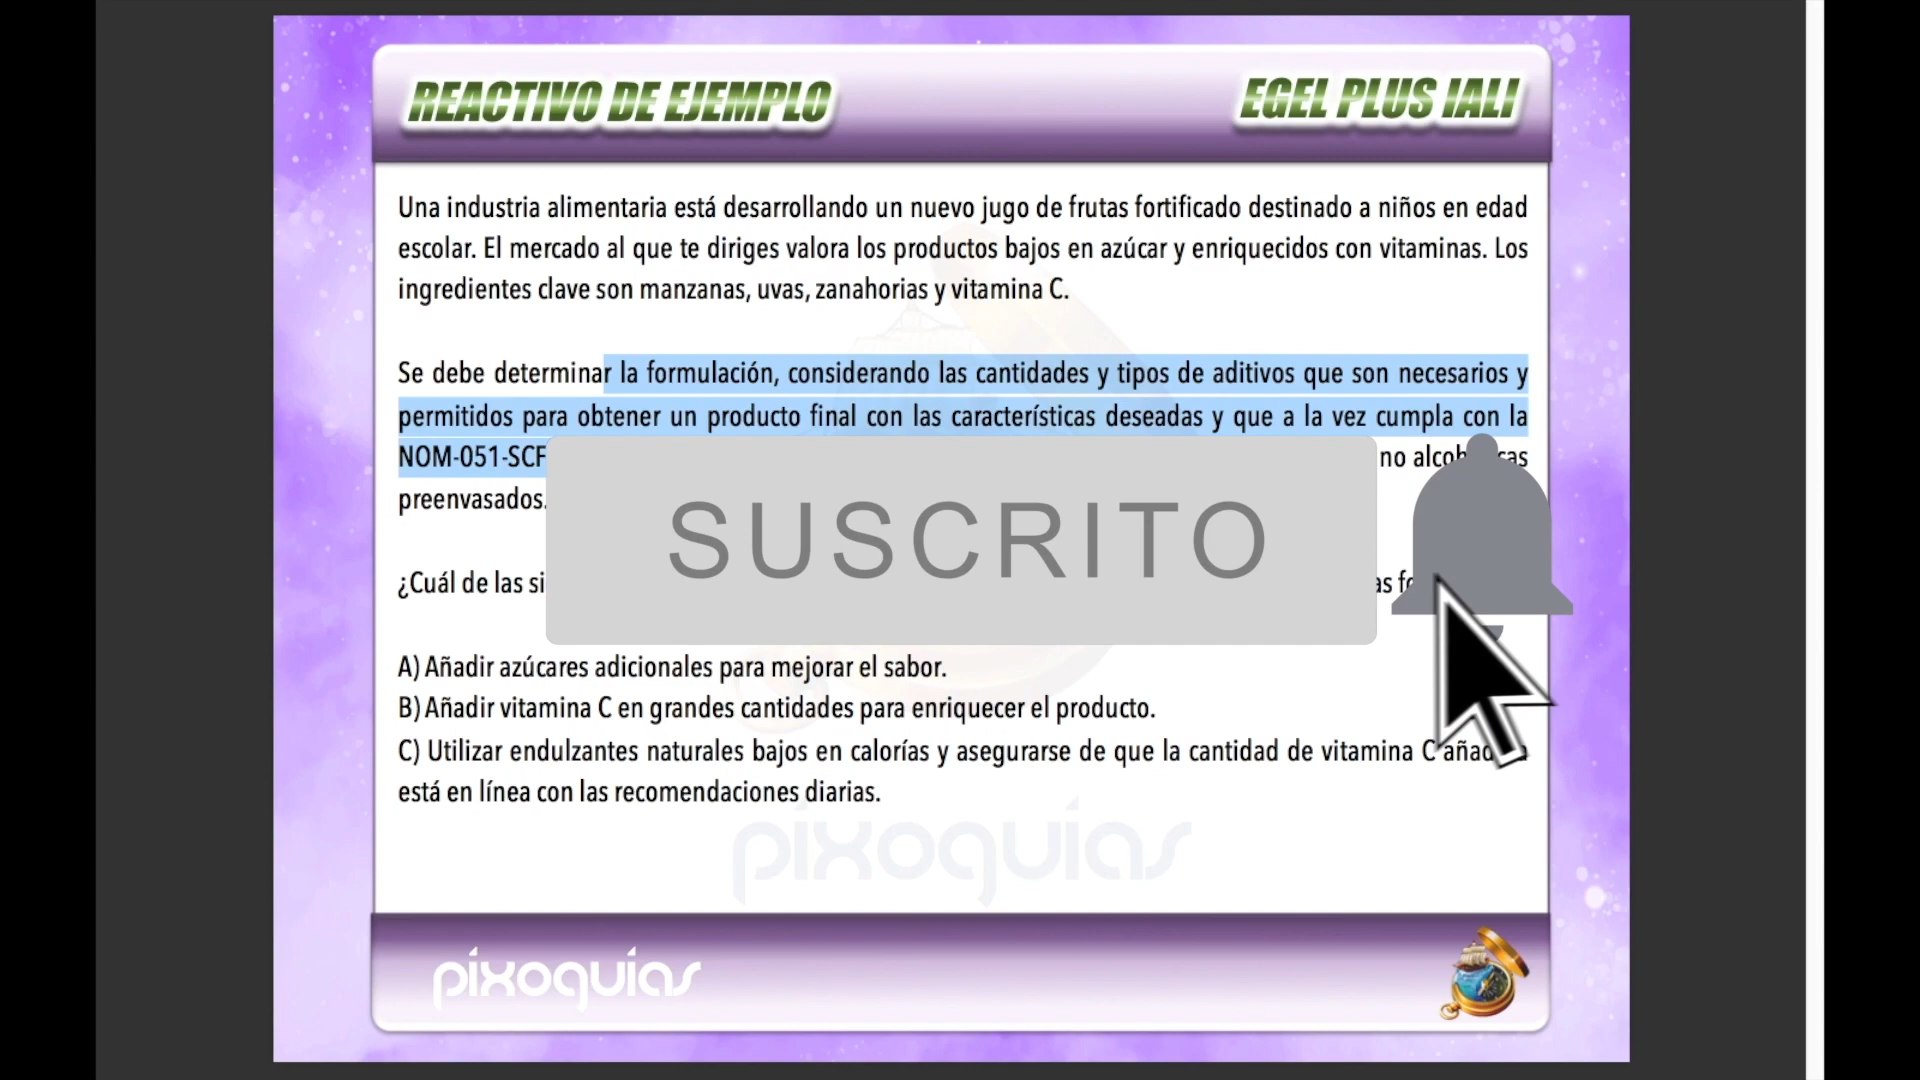 REACTIVO DE EJEMPLO
EGEL PLUS IALI
Una industria alimentaria está desarrollando un nuevo jugo de frutas fortificado destinado a niños en edad
escolar. El mercado al que te diriges valora los productos bajos en azúcar y enriquecidos con vitaminas. Los
ingredientes clave son manzanas, uvas, zanahorias y vitamina C.
Se debe determinar la formulación, considerando las cantidades y tipos de aditivos que son necesarios y
permitidos para obtener un producto final con las características deseadas y que a la vez cumpla con la
NOM-051-SCF no
preenvasados.
SUSCRITO
¿Cuál de las
A) Añadir azúcares adicionales para mejorar el sabor.
B) Añadir vitamina C en grandes cantidades para enriquecer el producto.
C) Utilizar endulzantes naturales bajos en calorías y asegurarse de que la cantidad de vitamina C
está en línea con las recomendaciones diarias.
pixoguías
pixoguías